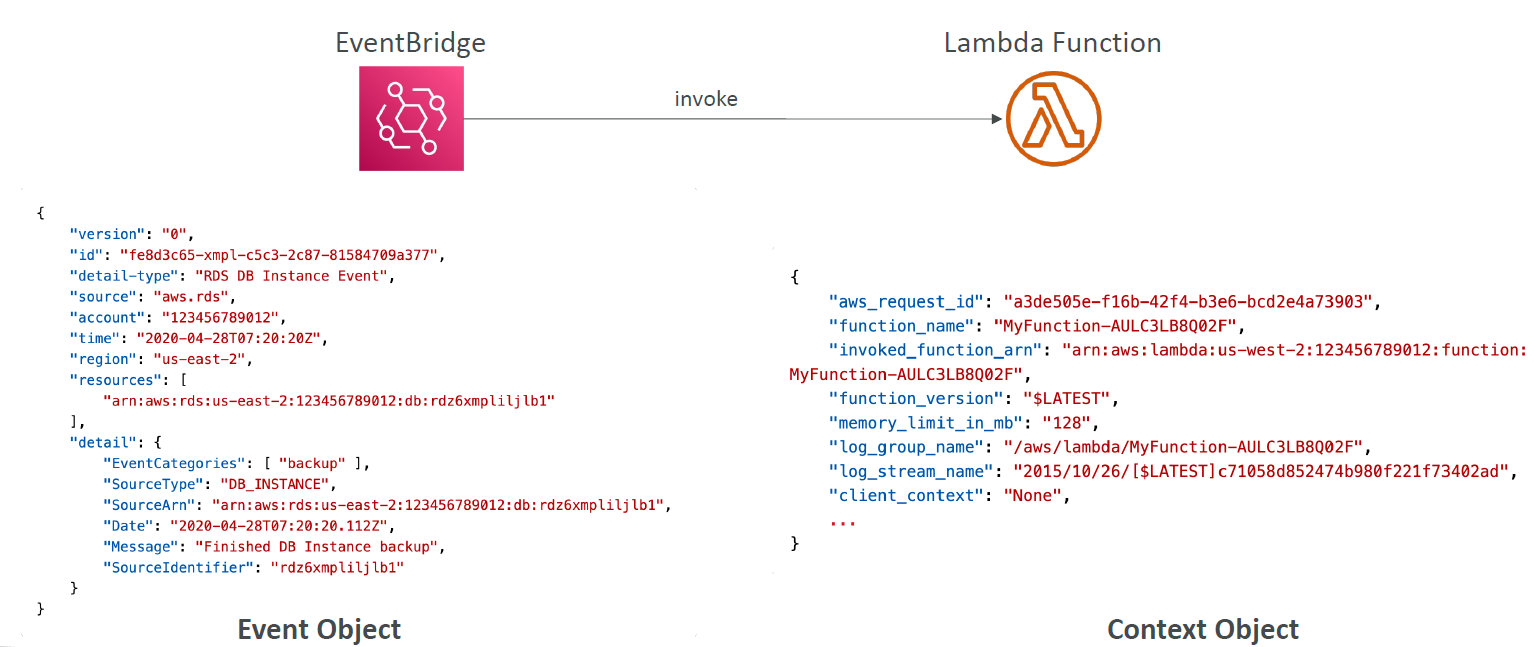 EventBridge
Lambda Function
invoke
{
"version": "0",
"id": "fe8d3c65-xmpl-c5c3-2c87-81584709a377",
"detail-type": "RDS DB Instance Event",
"source": "aws.rds",
"account": "123456789012",
"time": "2020-04-28T07:20:20Z",
"region": "us-east-2",
"resources": [
"arn:aws:rds:us-east-2:123456789012:db:rdz6xmpliljlb1"
],
"detail": {
"EventCategories": [ "backup" ],
"SourceType": "DB_INSTANCE",
"SourceArn": "arn:aws:rds:us-east-2:123456789012:db:rdz6xmpliljlb1",
"Date": "2020-04-28T07:20:20.112Z",
"Message": "Finished DB Instance backup",
"SourceIdentifier": "rdz6xmpliljlb1"
}
}
Event Object
{
"aws_request_id": "a3de505e-f16b-42f4-b3e6-bcd2e4a73903",
"function_name": "MyFunction-AULC3LB8Q02F",
"invoked_function_arn": "arn:aws:lambda:us-west-2:123456789012:function:
MyFunction-AULC3LB8Q02F",
"function_version": "$LATEST",
"memory_limit_in_mb": "128",
"log_group_name": "/aws/lambda/MyFunction-AULC3LB8Q02F",
"log_stream_name": "2015/10/26/[$LATEST]c71058d852474b980f221f73402ad",
"client_context": "None",
...
}
Context Object